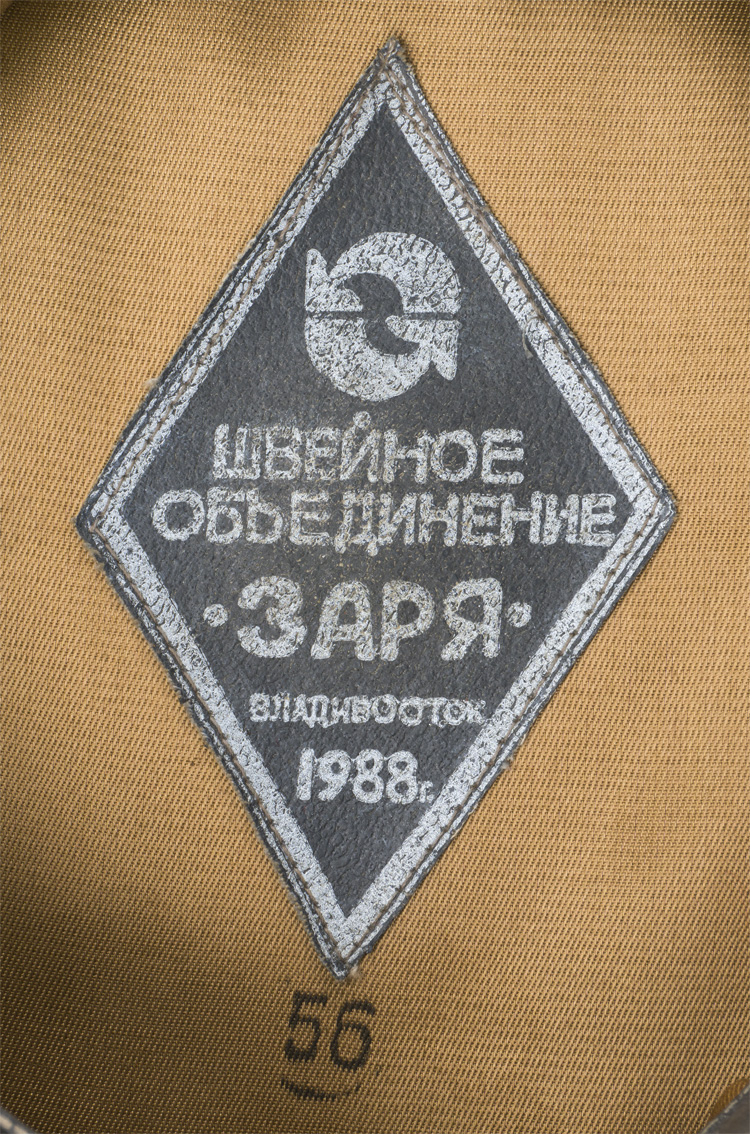 ШВЕЙНОЕ
ОБЪЕДИНЕНИЕ
·ЗАРЯ·
ВЛАДИВОСТОК
1988г.
56